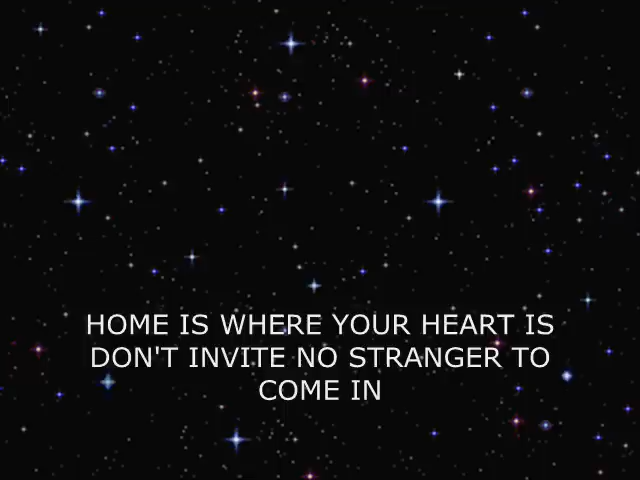 HOME IS WHERE YOUR HEART IS
DON'T INVITE NO STRANGER TO
COME IN